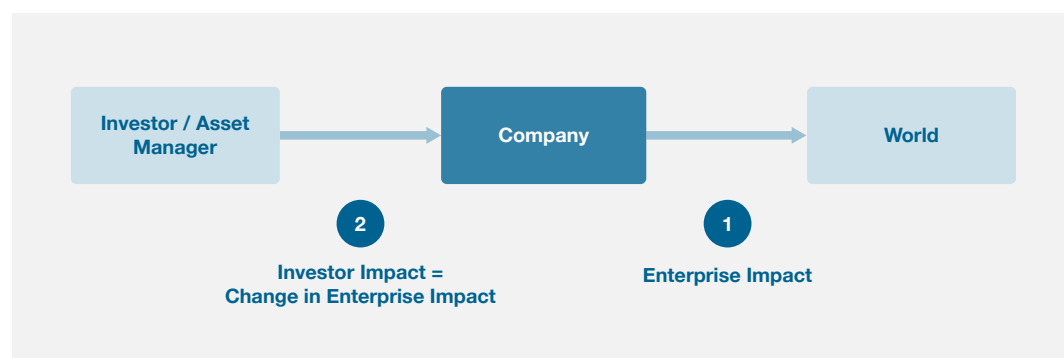 Investor / Asset
Manager
Company
World
2
1
Investor Impact =
Change in Enterprise Impact
Enterprise Impact